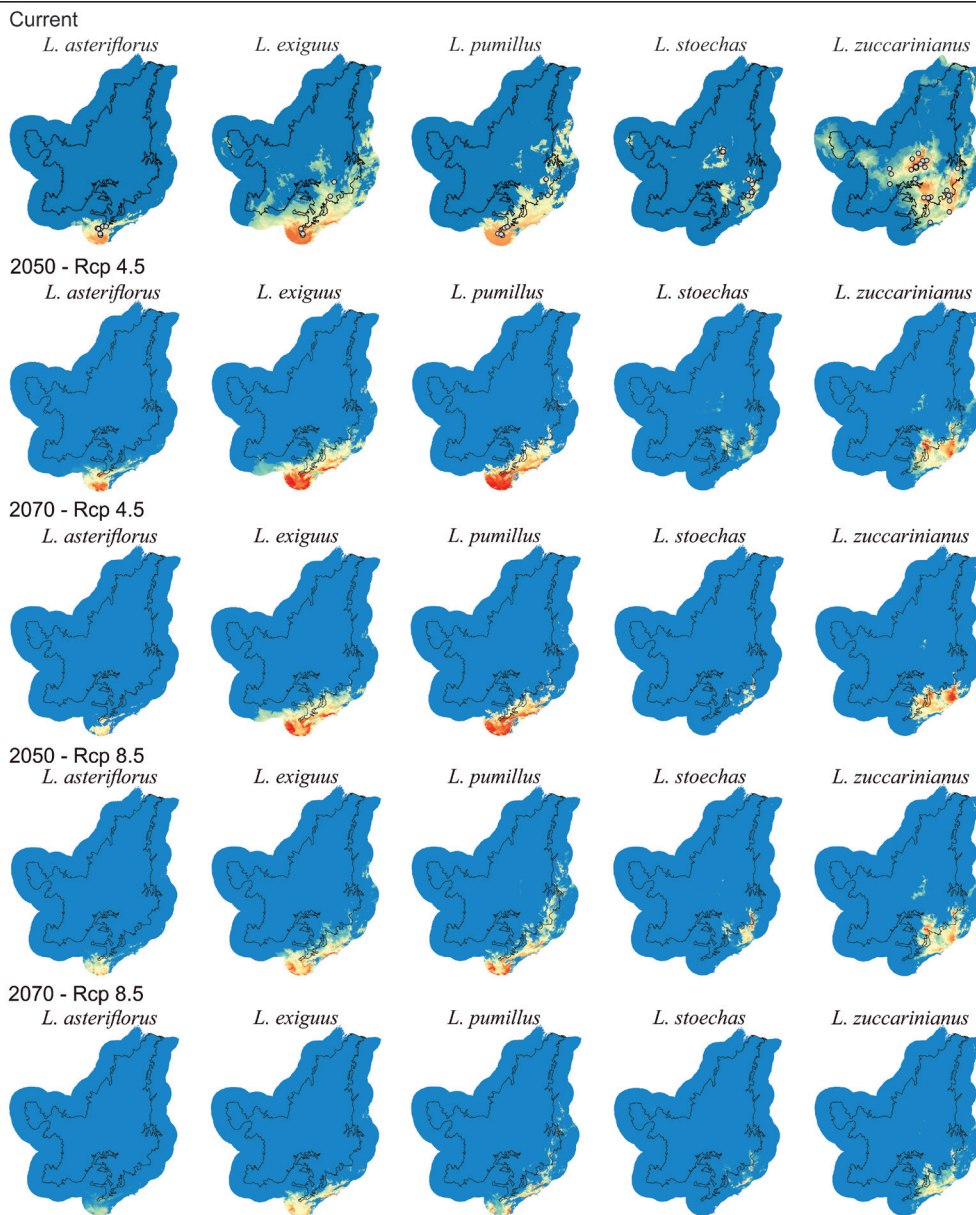 Current
L. asteriflorus L. exiguus L. pumillus L. stoechas L. zuccarinianus
2050 - Rcp 4.5
L. asteriflorus L. exiguus L. pumillus L. stoechas L. zuccarinianus
2070 - Rcp 4.5
L. asteriflorus L. exiguus L. pumillus L. stoechas L. zuccarinianus
2050 - Rcp 8.5
L. asteriflorus L. exiguus L. pumillus L. stoechas L. zuccarinianus
2070 - Rcp 8.5
L. asteriflorus L. exiguus L. pumillus L. stoechas L. zuccarinianus